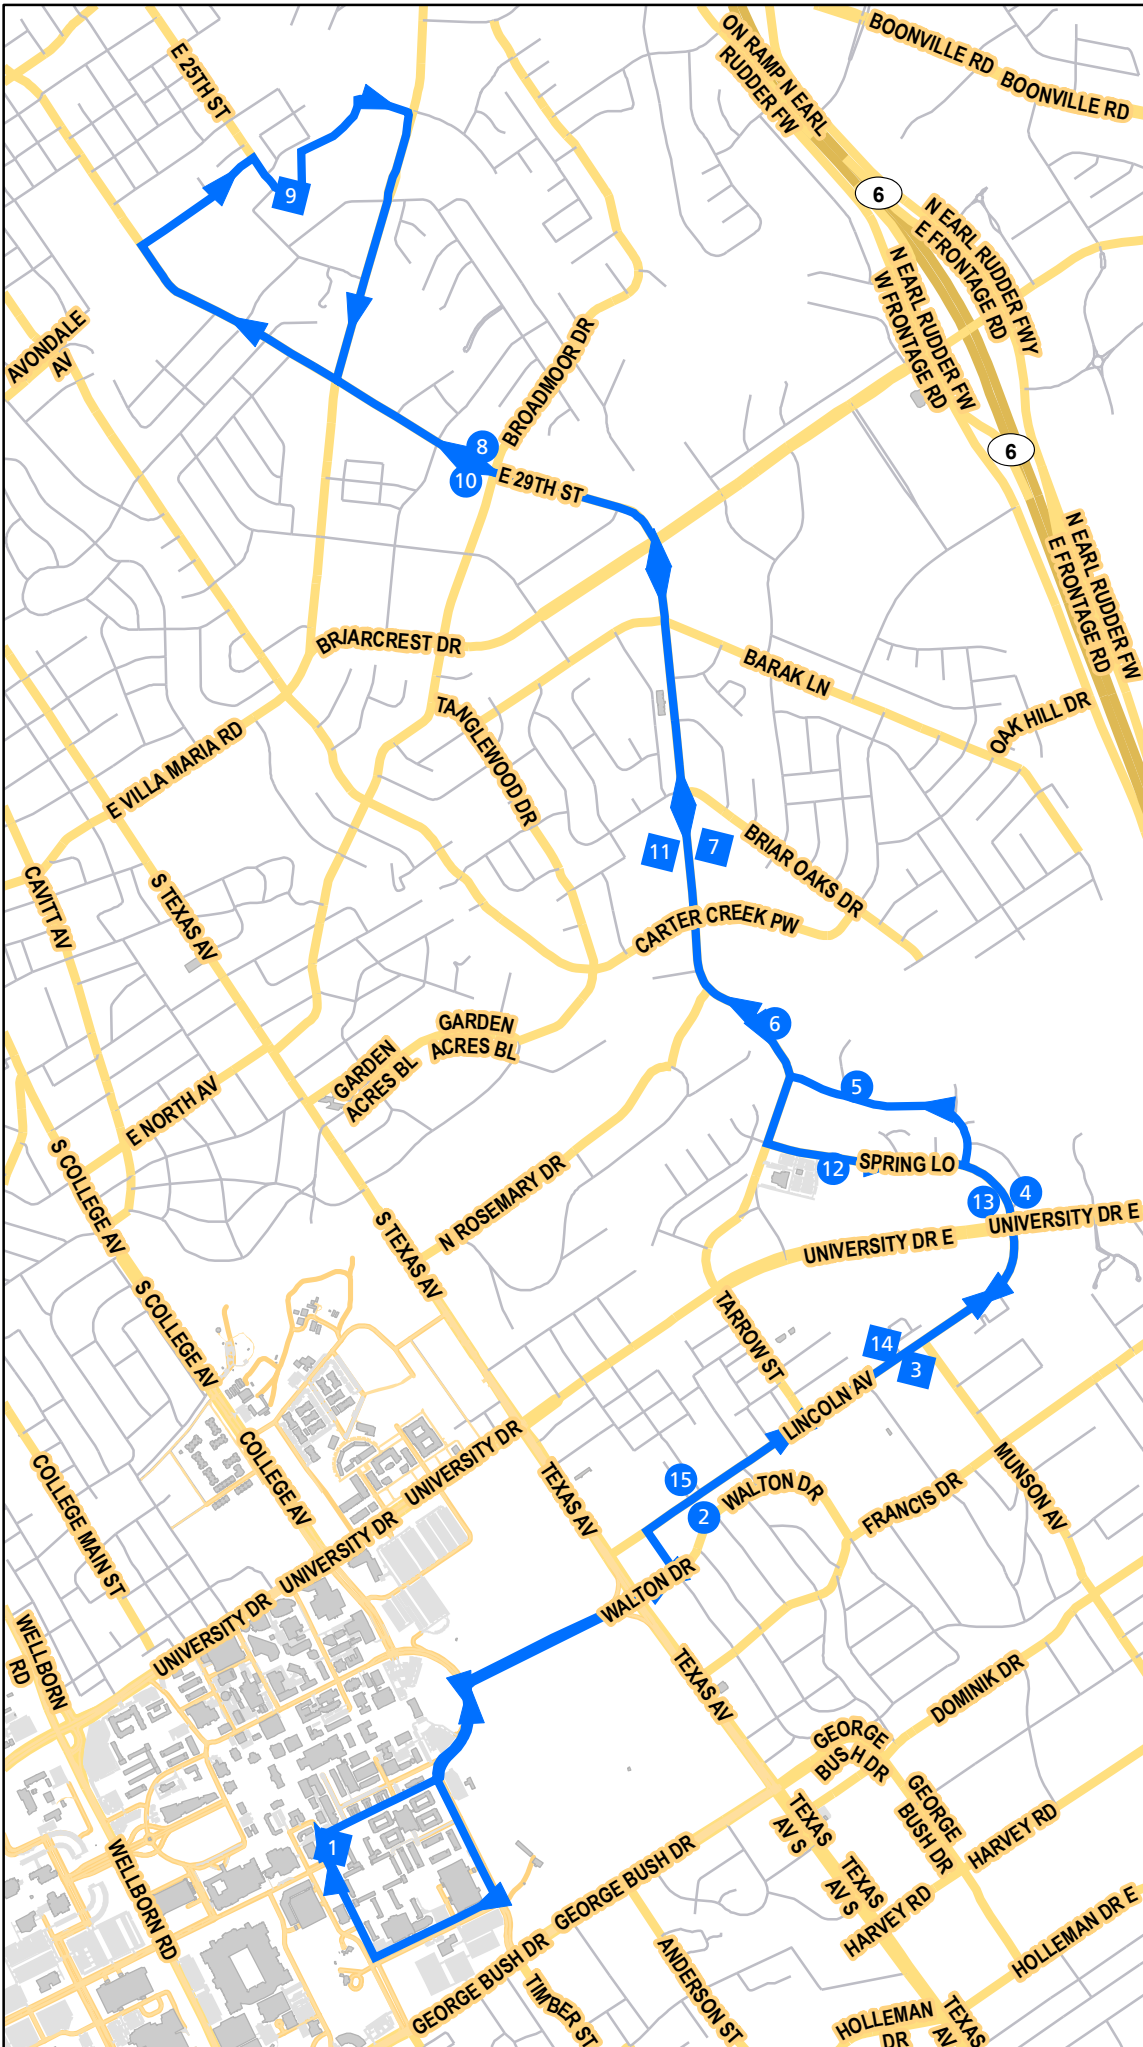 BOONVILLE RD
BOONVILLE RD
ON RAMP N EARL
RUDDER FW
E 25TH ST
6
9
N EARL RUDDER FWY
E FRONTAGE RD
N EARL RUDDER FW
W FRONTAGE RD
AVONDALE
AV
BROADMOOR DR
8
6
10
E 29TH ST
N EARL RUDDER FW
E FRONTAGE RD
BRIARCREST DR
BARAK LN
OAK HILL DR
TANGLEWOOD DR
E VILLA MARIA RD
11
7
BRIAR OAKS DR
CAVITT AV
S TEXAS AV
CARTER CREEK PW
6
GARDEN
ACRES BL
GARDEN
ACRES BL
5
E NORTH AV
12
SPRING LO
13
4
S COLLEGE AV
N ROSEMARY DR
UNIVERSITY DR E
UNIVERSITY DR E
S TEXAS AV
S COLLEGE AV
TARROW ST
14
3
LINCOLN AV
COLLEGE AV
UNIVERSITY DR
15
2
WALTON DR
TEXAS AV
COLLEGE MAIN ST
MUNSON AV
FRANCIS DR
UNIVERSITY DR
WALTON DR
UNIVERSITY DR
WELLBORN
RD
TEXAS AV
DOMINIK DR
GEORGE
BUSH DR
GEORGE
BUSH DR
1
TEXAS
AV S
HARVEY RD
WELLBORN RD
GEORGE BUSH DR
TEXAS
AV S
HARVEY RD
HOLLEMAN DR E
GEORGE BUSH DR
ANDERSON ST
TIMBER ST
HOLLEMAN
DR
TEXAS
AV